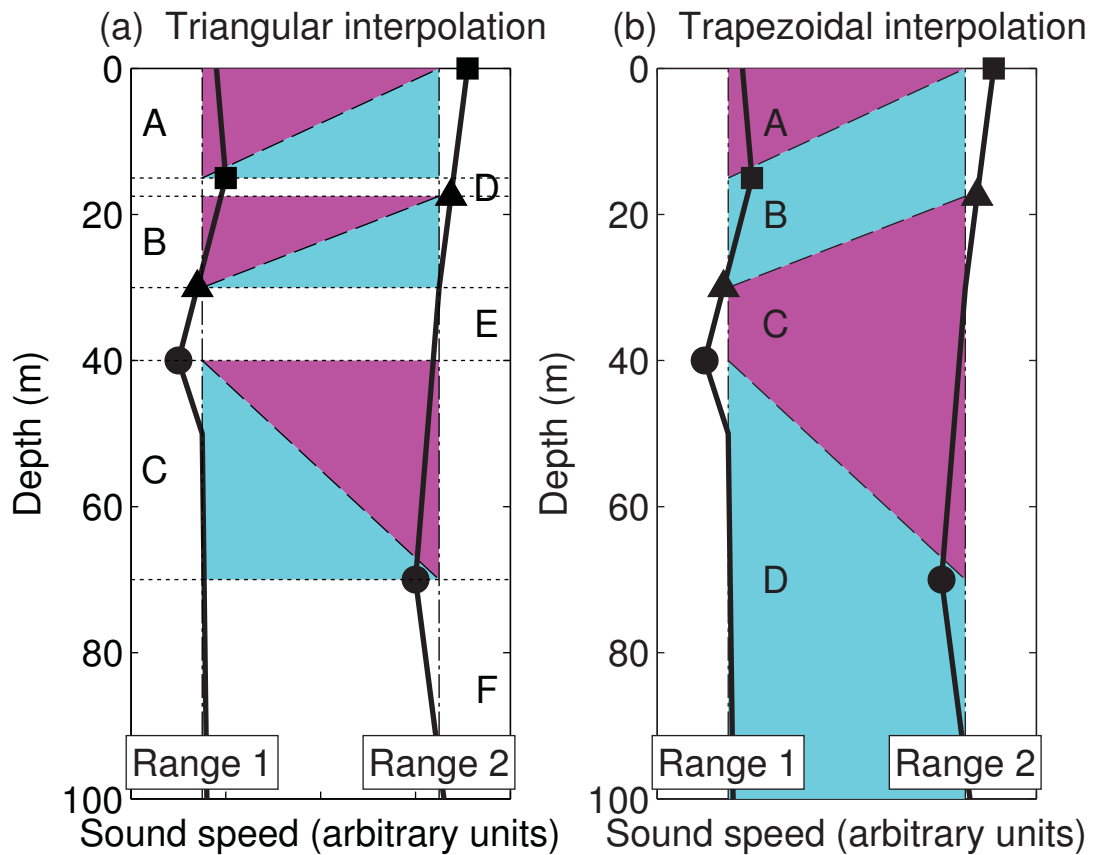 (a) Triangular interpolation
0
20
40
60
80
100
Depth (m)
A
B
C
D
E
F
Range 1
Range 2
Sound speed (arbitrary units)
(b) Trapezoidal interpolation
0
20
40
60
80
100
Depth (m)
A
B
C
D
Range 1
Range 2
Sound speed (arbitrary units)